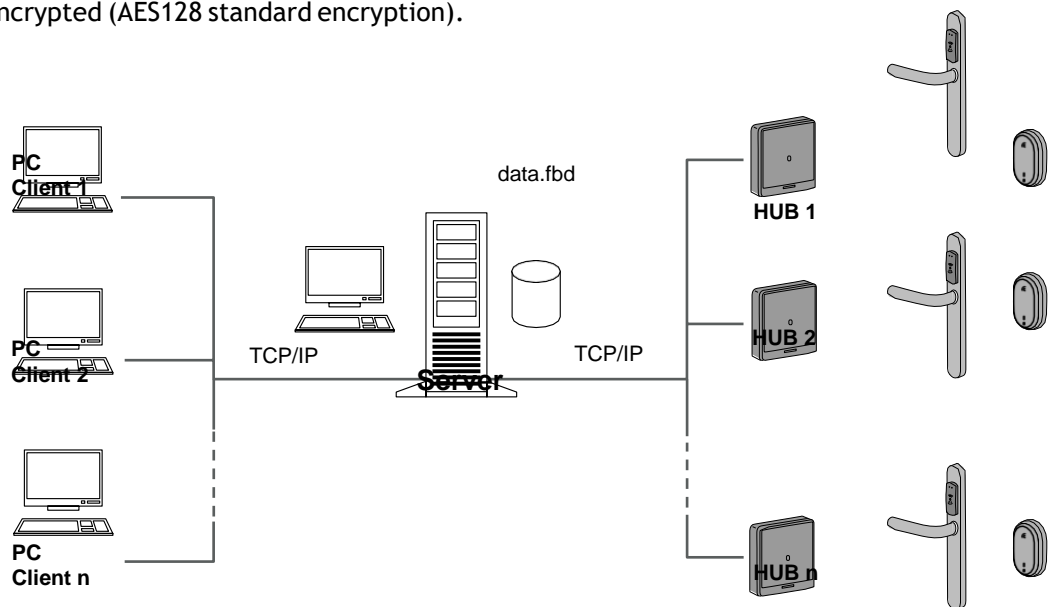 ncrypted (AES128 standard encryption).
PC
Client 1
data.fbd
HUB 1
PC
Client 2
TCP/IP
Server
TCP/IP
HUB 2
PC
Client n
HUB n